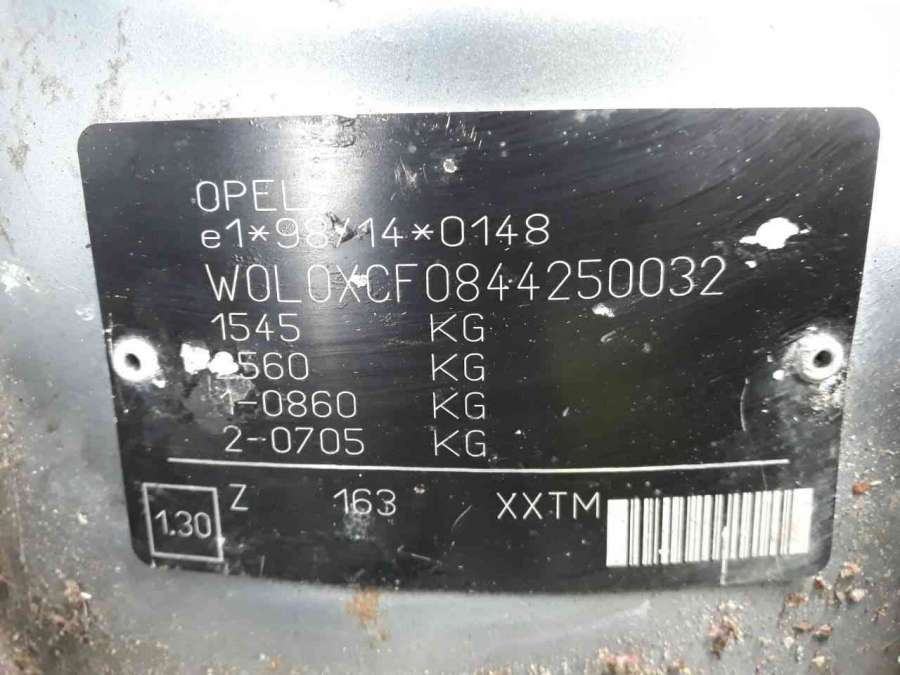 OPEL
e1*98/14*0148
W0L0XCF0844250032
1545 KG
560 KG
1-0860 KG
2-0705 KG
1.30 Z 163 XXTM